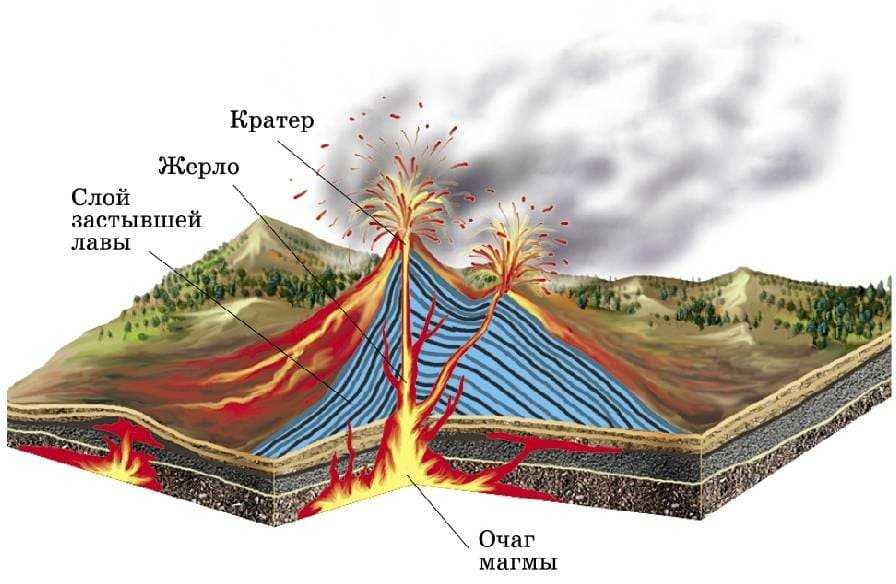 Кратер
Жерло
Слой
застывшей
лавы
Очаг
магмы